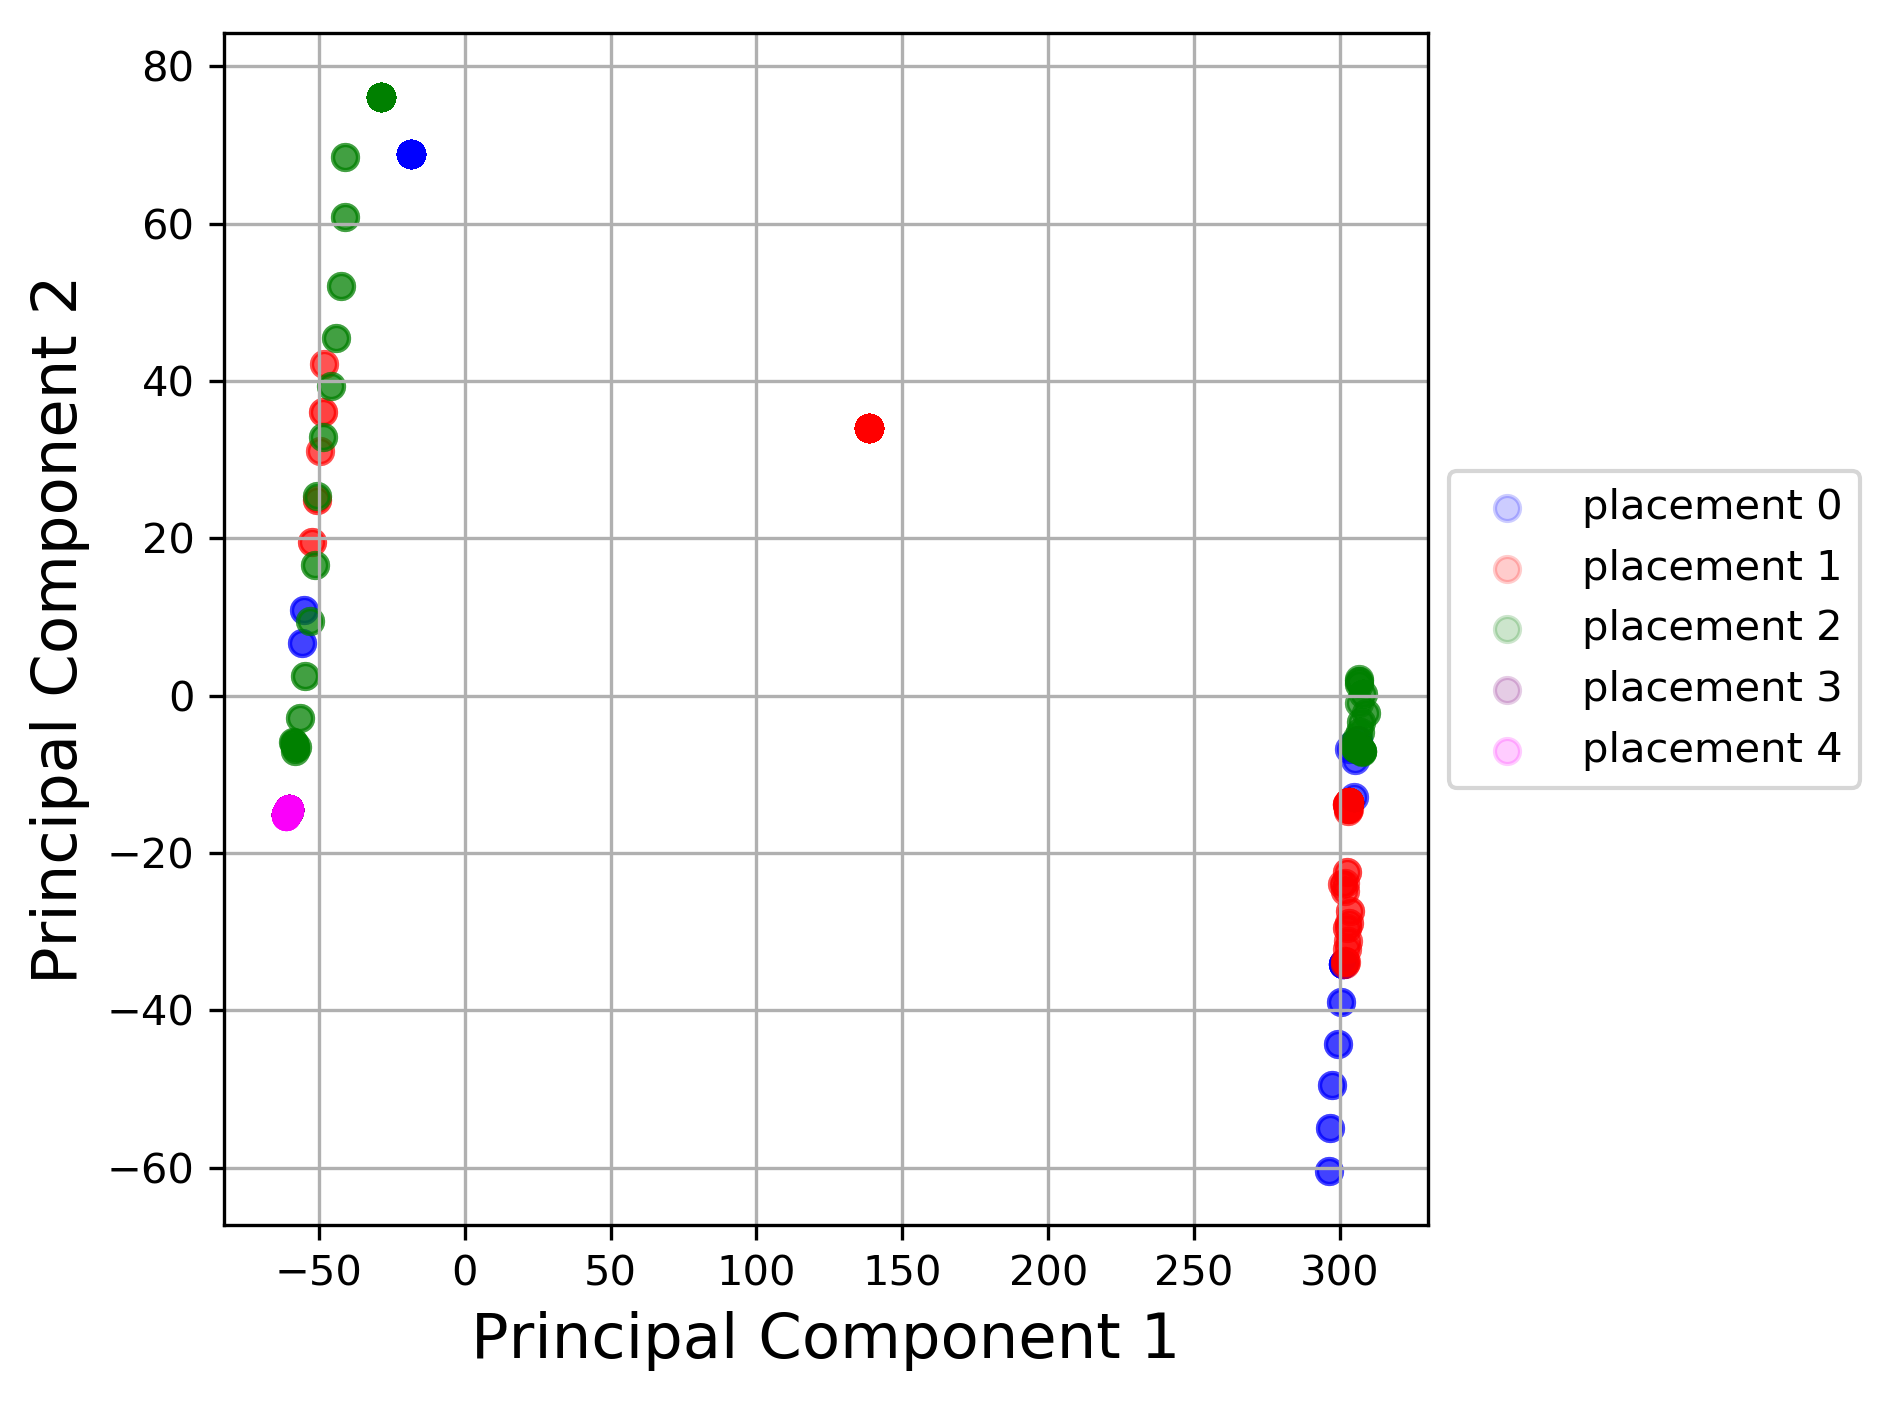 80
60
40
20
0
−20
−40
−60
−50 0 50 100 150 200 250 300
Principal Component 1
Principal Component 2
placement 0
placement 1
placement 2
placement 3
placement 4